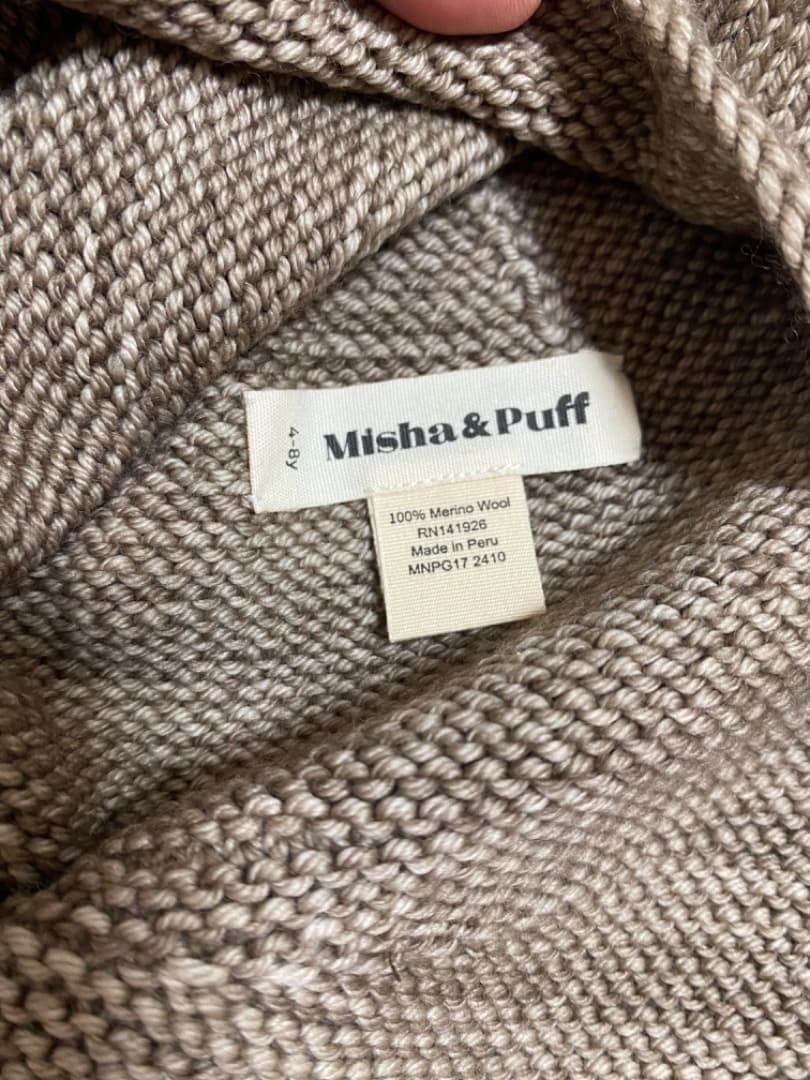 4-8y
Misha & Puff
100% Merino Wool
RN141926
Made in Peru
MNPG17 2410